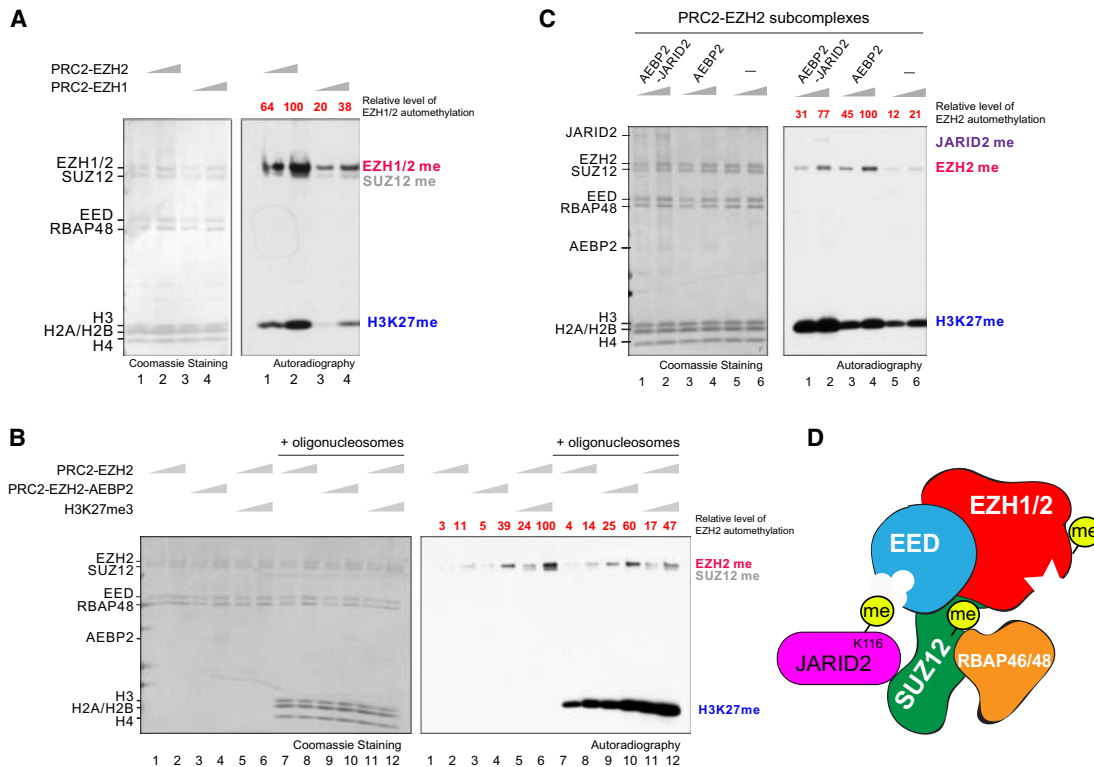 A
PRC2-EZH2
PRC2-EZH1
64 100 20 38
Relative level of
EZH1/2 automethylation
EZH1/2
SUZ12
EED
RBAP48
H3
H2A/H2B
H4
EZH1/2 me
SUZ12 me
H3K27me
Coomassie Staining
Autoradiography
1 2 3 4
1 2 3 4
C
PRC2-EZH2 subcomplexes
AEBP2
-JARID2
AEBP2
–
AEBP2
-JARID2
AEBP2
–
31 77 45 100 12 21
Relative level of
EZH2 automethylation
JARID2
EZH2
SUZ12
EED
RBAP48
AEBP2
H3
H2A/H2B
H4
JARID2 me
EZH2 me
H3K27me
Coomassie Staining
Autoradiography
1 2 3 4 5 6
1 2 3 4 5 6
B
+ oligonucleosomes
+ oligonucleosomes
PRC2-EZH2
PRC2-EZH2-AEBP2
H3K27me3
3 11 5 39 24 100 4 14 25 60 17 47
Relative level of
EZH2 automethylation
EZH2
SUZ12
EED
RBAP48
AEBP2
H3
H2A/H2B
H4
EZH2 me
SUZ12 me
H3K27me
Coomassie Staining
Autoradiography
1 2 3 4 5 6 7 8 9 10 11 12
1 2 3 4 5 6 7 8 9 10 11 12
D
EZH1/2
me
EED
me
me
K116
JARID2
SUZ12
RBAP46/48